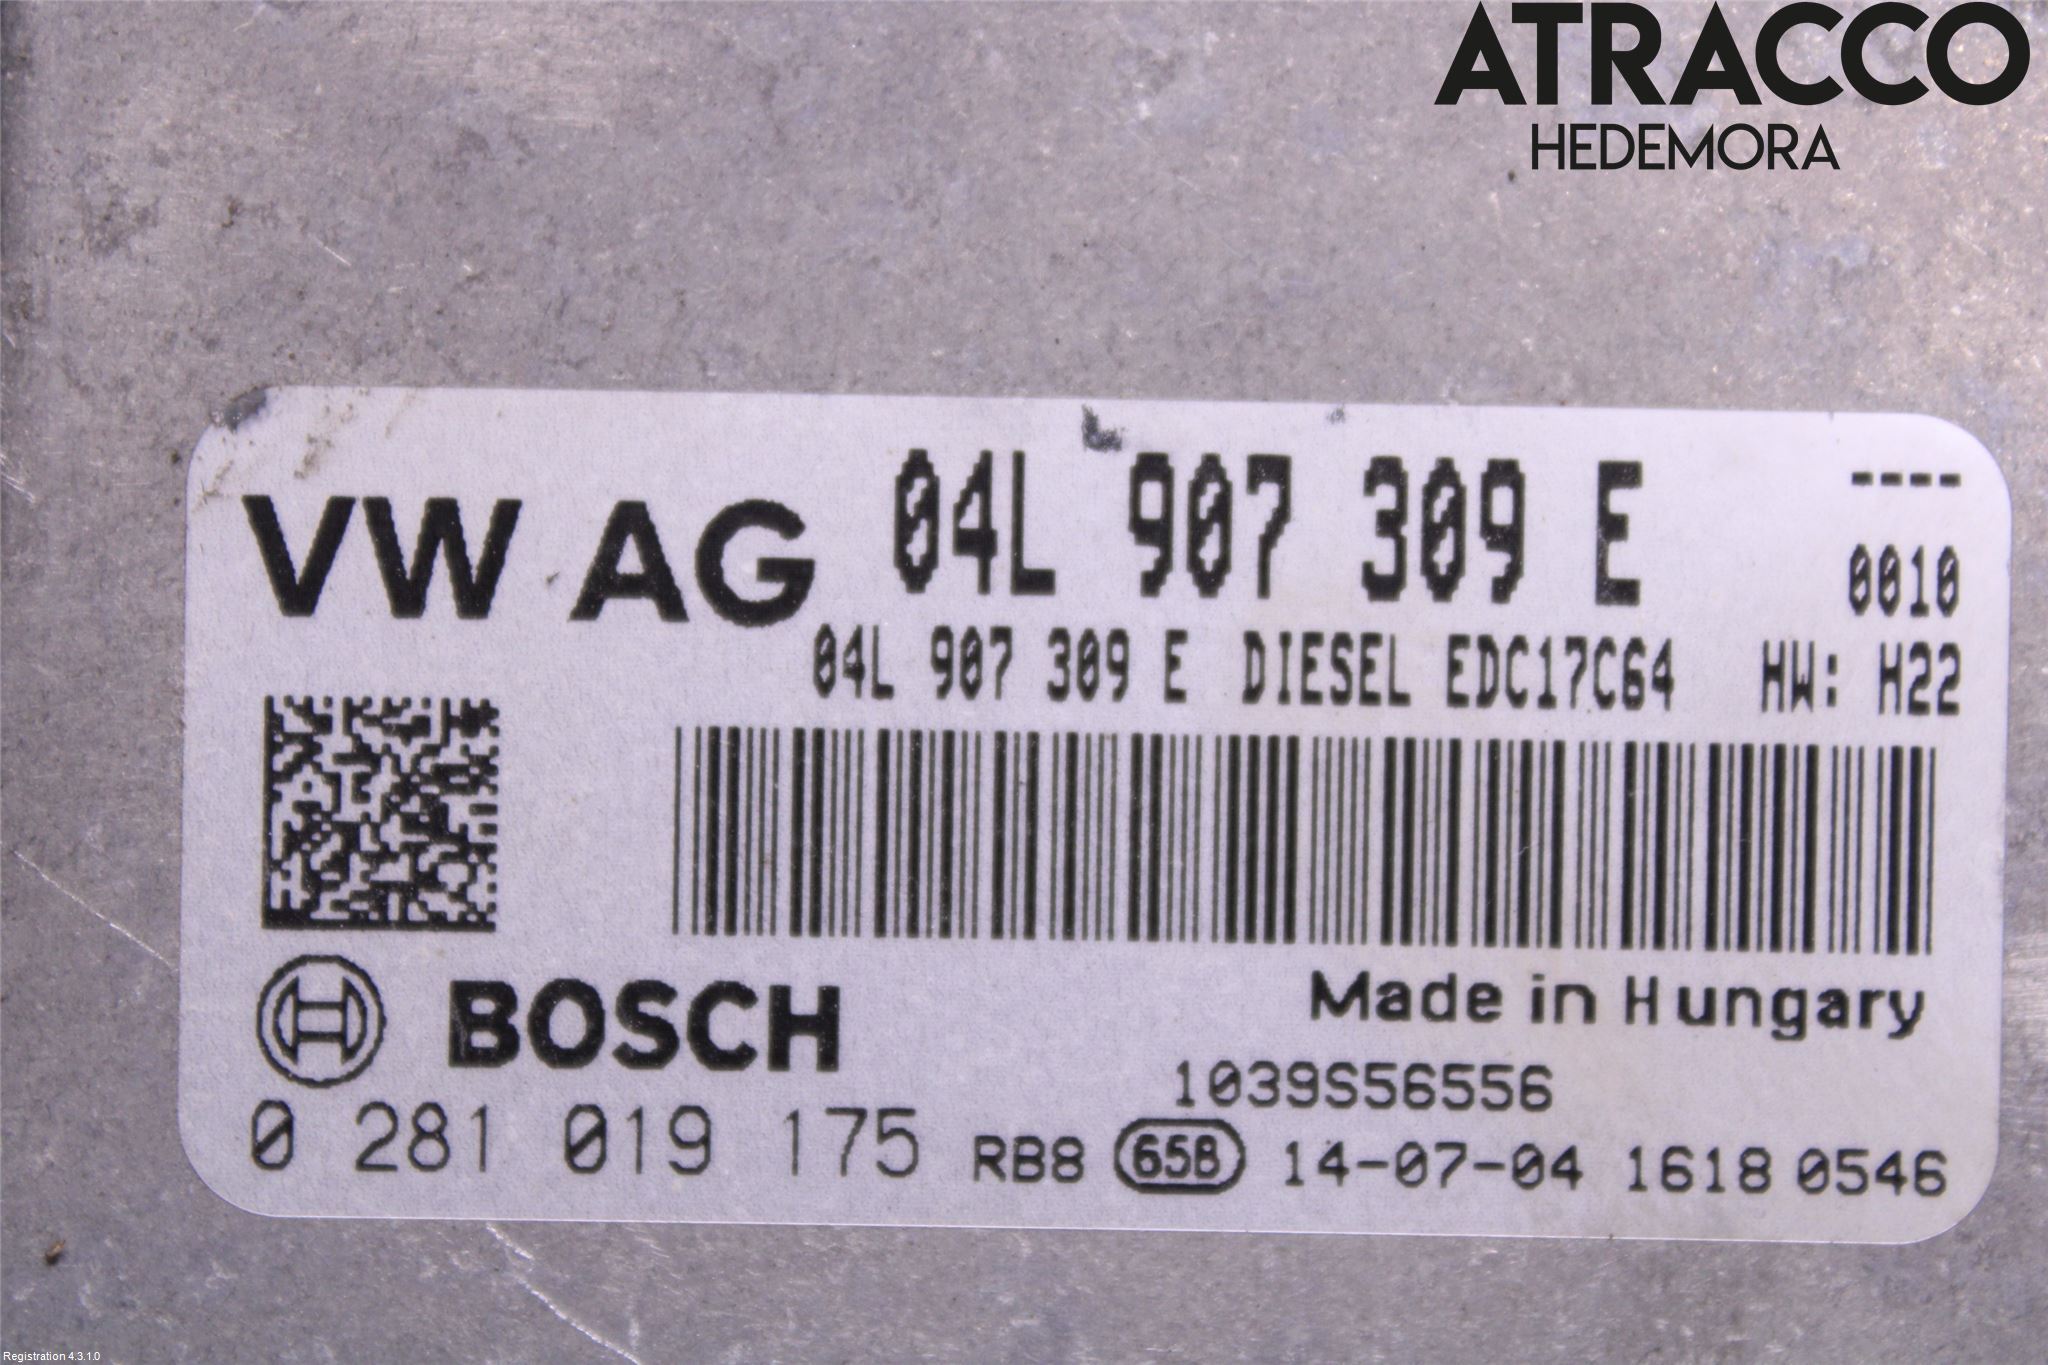 ATRACCO
HEDEMORA
VW AG 04L 907 309 E ----
0010
04L 907 309 E DIESEL EDC17C64 HW: H22
BOSCH
Made in Hungary
1039S56556
0 281 019 175 RB8 65B 14-07-04 1618 0546
Registration 4.3.1.0